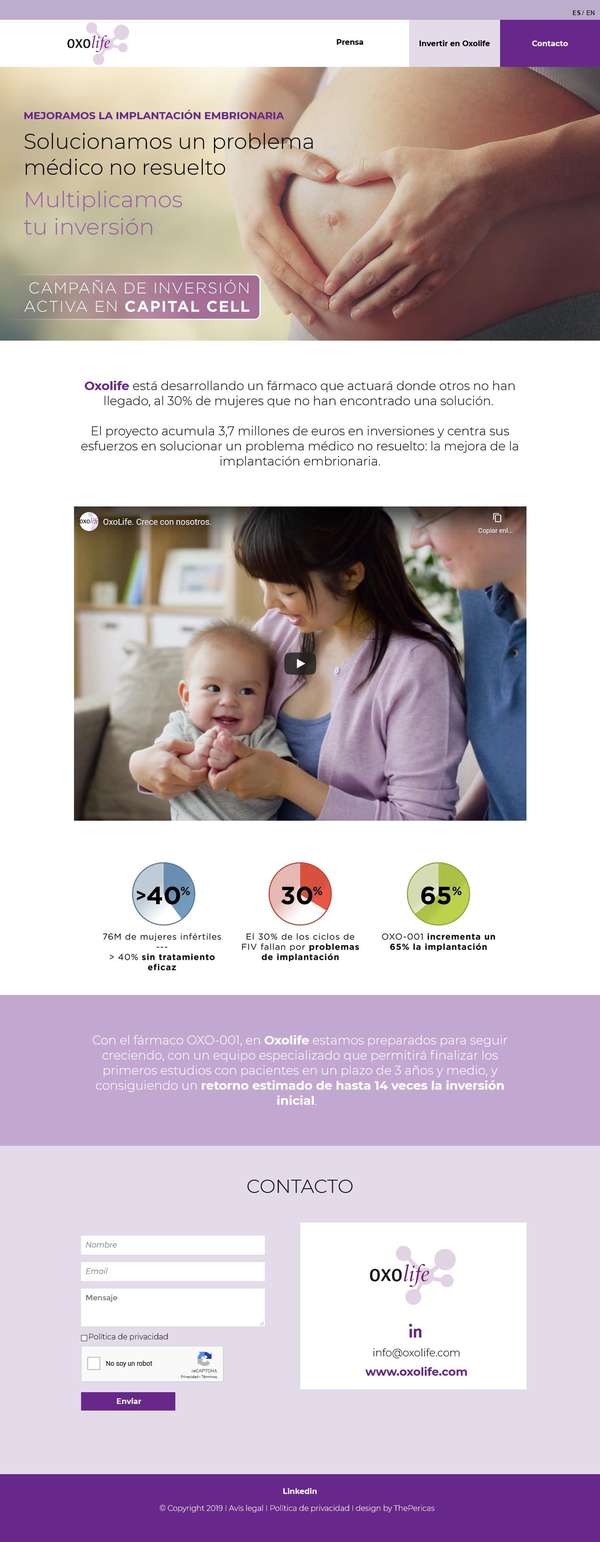 ES / EN
oxolife
Prensa
Invertir en Oxolife
Contacto
MEJORAMOS LA IMPLANTACIÓN EMBRIONARIA
Solucionamos un problema
médico no resuelto
Multiplicamos
tu inversión
CAMPAÑA DE INVERSIÓN
ACTIVA EN CAPITAL CELL
Oxolife está desarrollando un fármaco que actuará donde otros no han
llegado, al 30% de mujeres que no han encontrado una solución.
El proyecto acumula 3,7 millones de euros en inversiones y centra sus
esfuerzos en solucionar un problema médico no resuelto: la mejora de la
implantación embrionaria.
oxolife
OxoLife. Crece con nosotros.
Copiar enl...
>40%
76M de mujeres infértiles
---
> 40% sin tratamiento
eficaz
30%
El 30% de los ciclos de
FIV fallan por problemas
de implantación
65%
OXO-001 incrementa un
65% la implantación
Con el fármaco OXO-001, en Oxolife estamos preparados para seguir
creciendo, con un equipo especializado que permitirá finalizar los
primeros estudios con pacientes en un plazo de 3 años y medio, y
consiguiendo un retorno estimado de hasta 14 veces la inversión
inicial.
CONTACTO
Nombre
Email
Mensaje
Política de privacidad
No soy un robot
reCAPTCHA
Privacidad - Términos
Enviar
oxolife
in
info@oxolife.com
www.oxolife.com
Linkedin
© Copyright 2019 | Avís legal | Política de privacidad | design by ThePericas